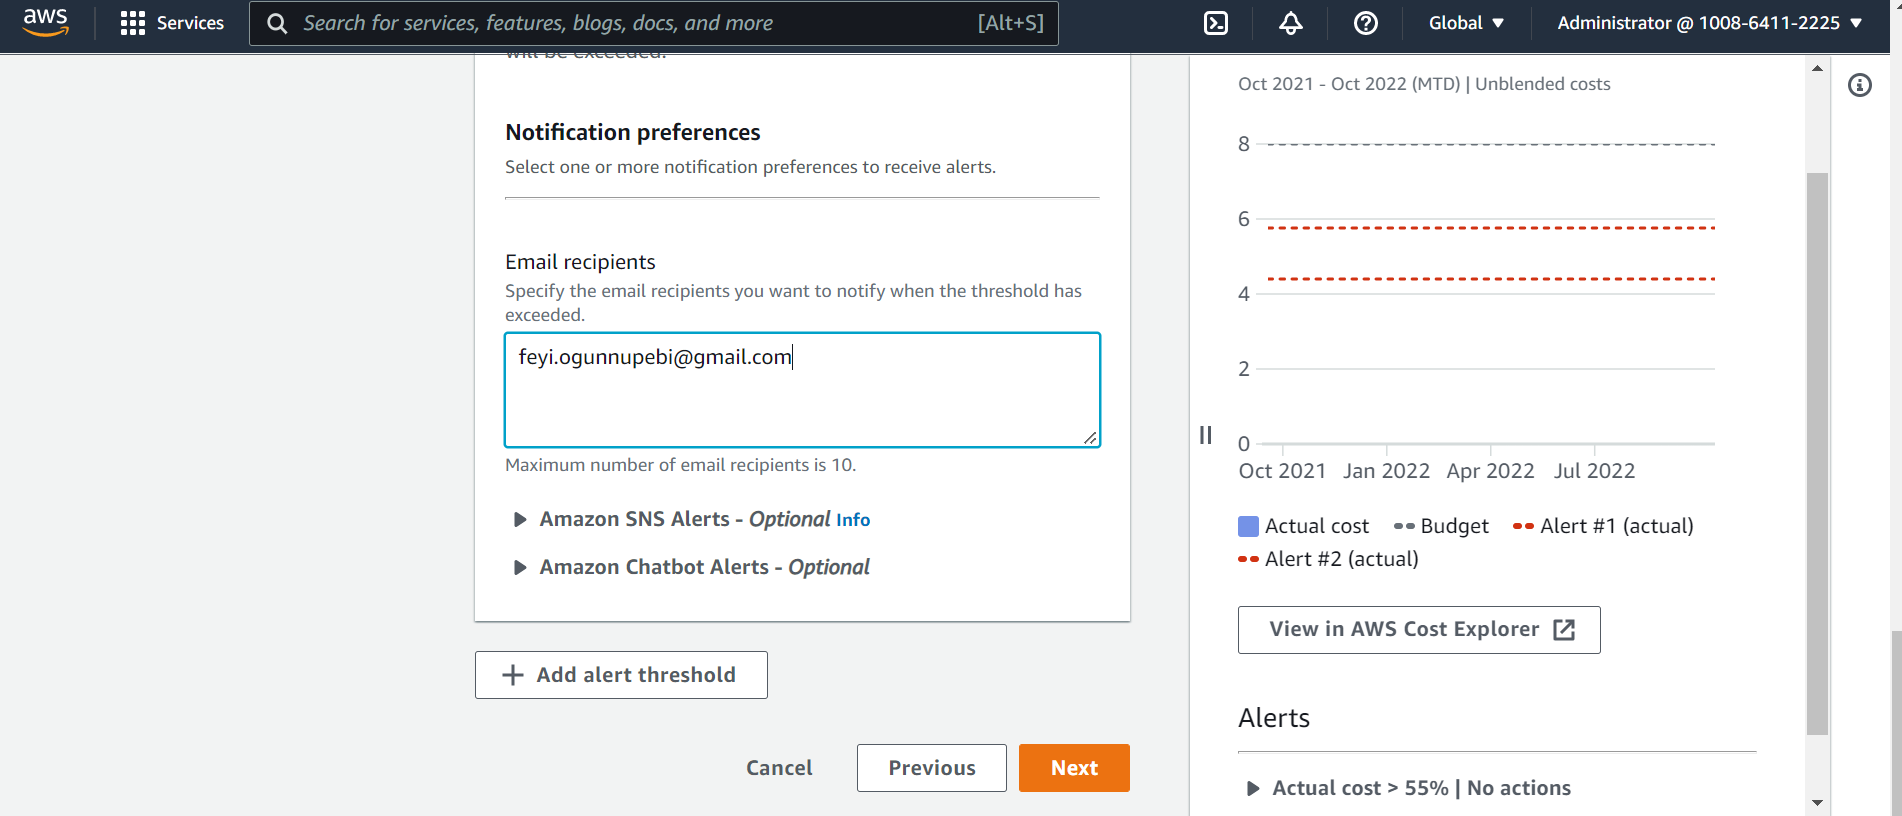 aws
Services
Search for services, features, blogs, docs, and more
[Alt+S]
Global
Administrator @ 1008-6411-2225
will be exceeded.
Notification preferences
Select one or more notification preferences to receive alerts.
Email recipients
Specify the email recipients you want to notify when the threshold has
exceeded.
feyi.ogunnupebi@gmail.com
Maximum number of email recipients is 10.
Amazon SNS Alerts - Optional Info
Amazon Chatbot Alerts - Optional
Add alert threshold
Cancel
Previous
Next
Oct 2021 - Oct 2022 (MTD) | Unblended costs
8
6
4
2
0
Oct 2021 Jan 2022 Apr 2022 Jul 2022
Actual cost Budget Alert #1 (actual)
Alert #2 (actual)
View in AWS Cost Explorer
Alerts
Actual cost > 55% | No actions